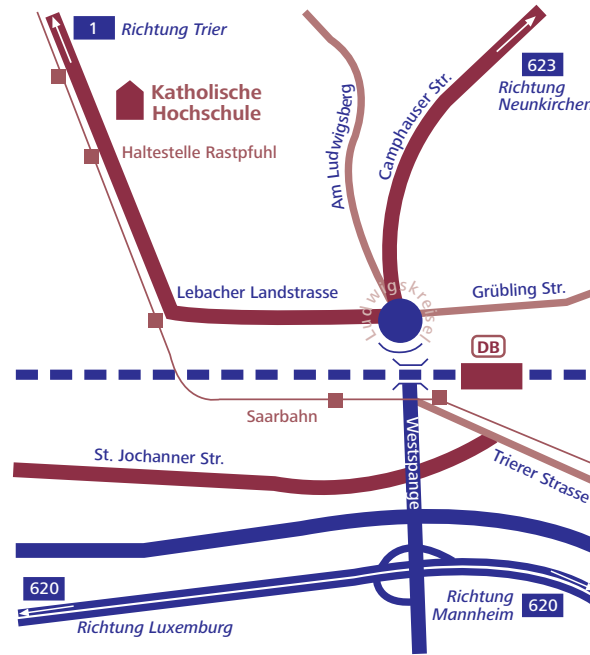 1
Richtung Trier
623
Richtung
Neunkirchen
Katholische
Hochschule
Camphauser Str.
Am Ludwigsberg
Haltestelle Rastpfuhl
Lebacher Landstrasse
Ludwigskreisel
Grübling Str.
DB
Saarbahn
Westspange
St. Jochanner Str.
Trierer Strasse
620
Richtung Luxemburg
Richtung
Mannheim
620